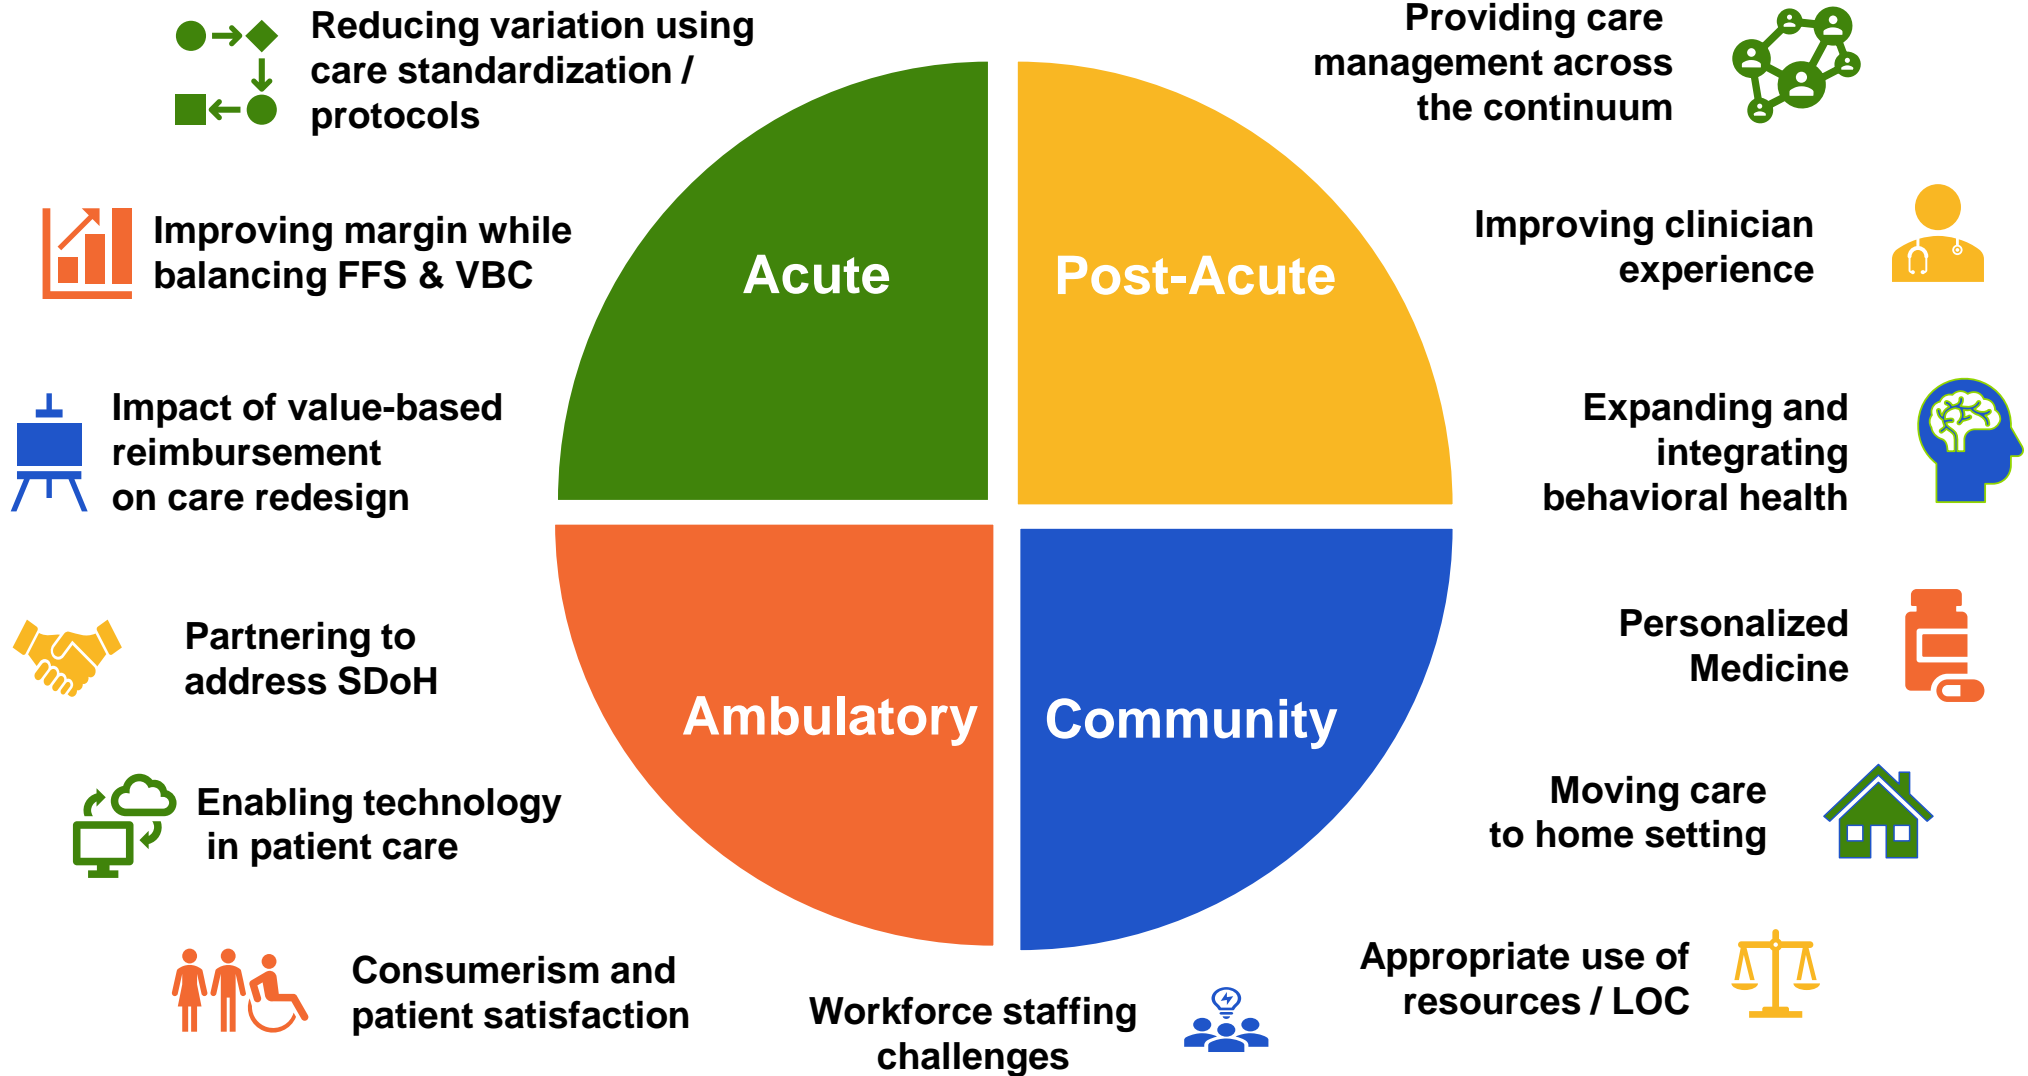 Reducing variation using
care standardization /
protocols
Improving margin while
balancing FFS & VBC
Impact of value-based
reimbursement
on care redesign
Partnering to
address SDoH
Enabling technology
in patient care
Consumerism and
patient satisfaction
Acute
Post-Acute
Ambulatory
Community
Workforce staffing
challenges
Providing care
management across
the continuum
Improving clinician
experience
Expanding and
integrating
behavioral health
Personalized
Medicine
Moving care
to home setting
Appropriate use of
resources / LOC